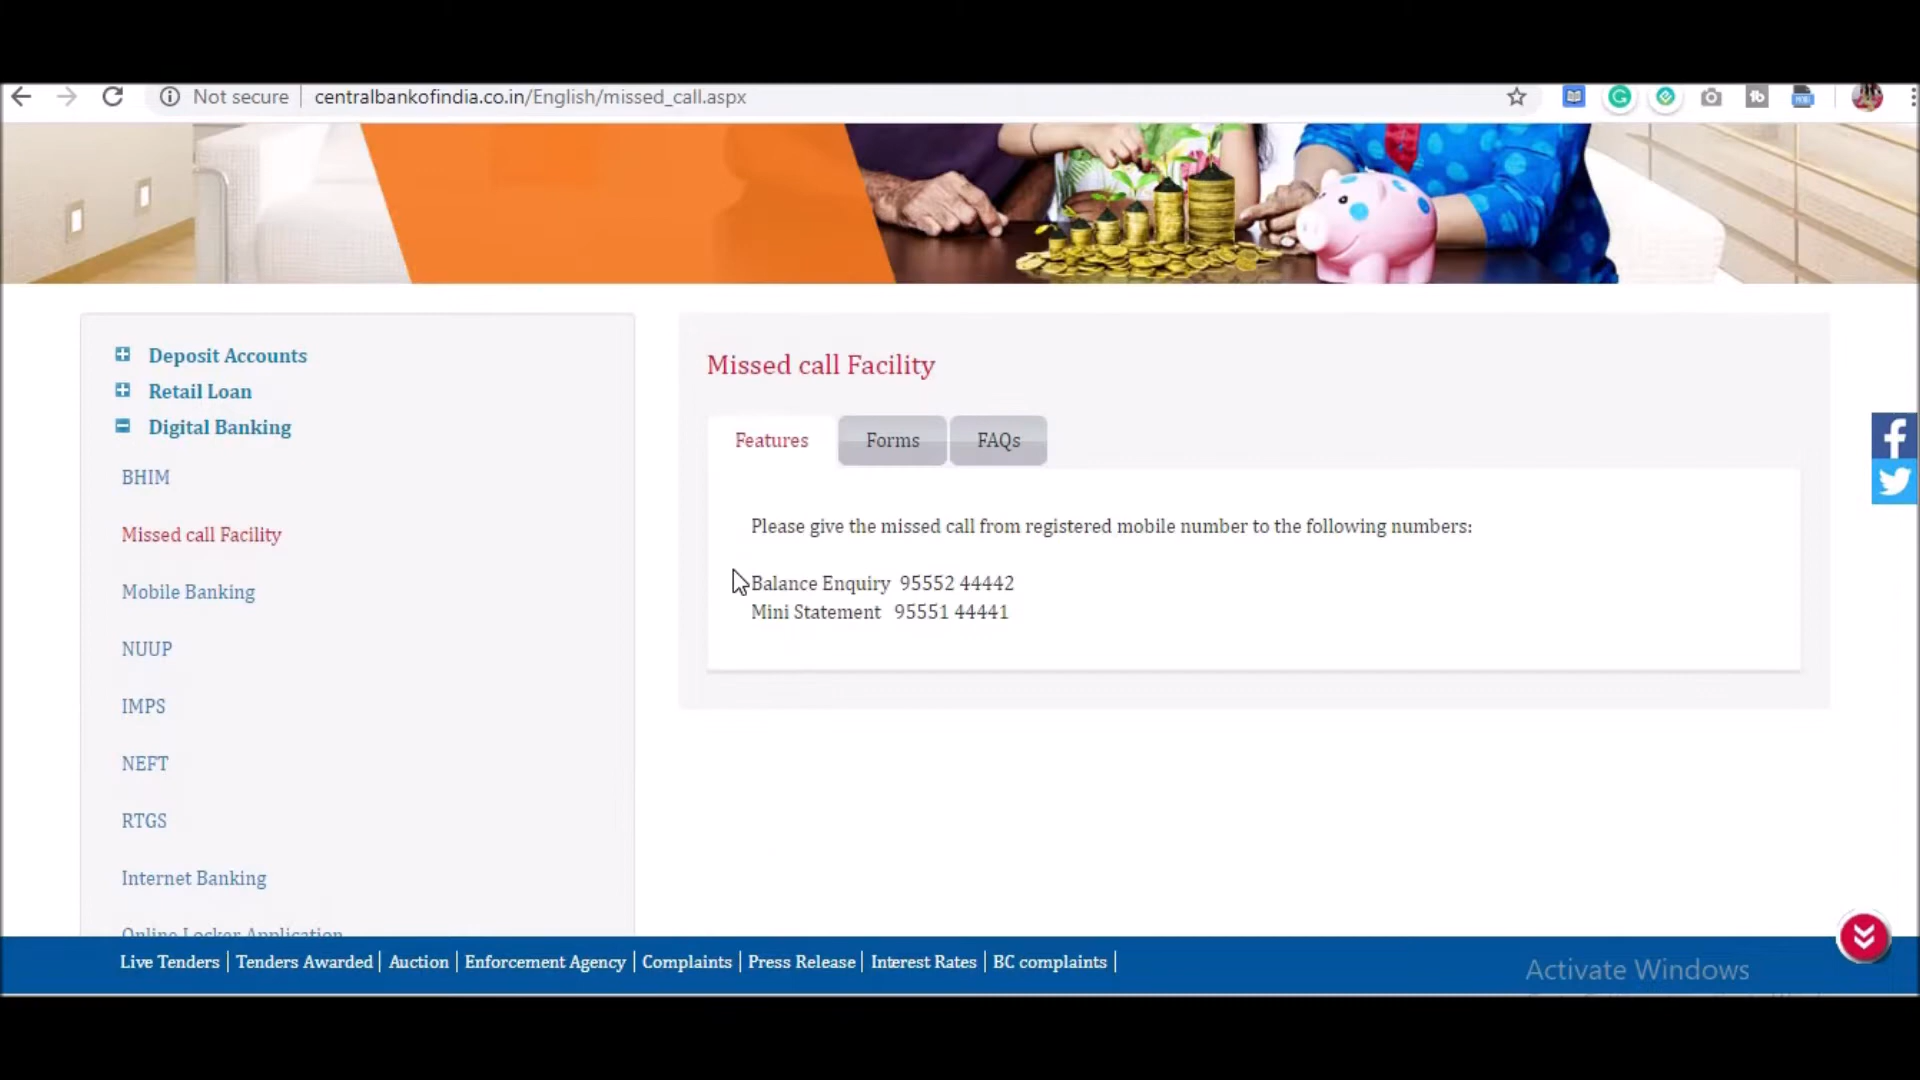 Not secure
centralbankofindia.co.in/English/missed_call.aspx
Deposit Accounts
Retail Loan
Digital Banking
BHIM
Missed call Facility
Mobile Banking
NUUP
IMPS
NEFT
RTGS
Internet Banking
Online Locker Application
Missed call Facility
Features
Forms
FAQs
Please give the missed call from registered mobile number to the following numbers:
Balance Enquiry 95552 44442
Mini Statement 95551 44441
Live Tenders | Tenders Awarded | Auction | Enforcement Agency | Complaints | Press Release | Interest Rates | BC complaints |
Activate Windows